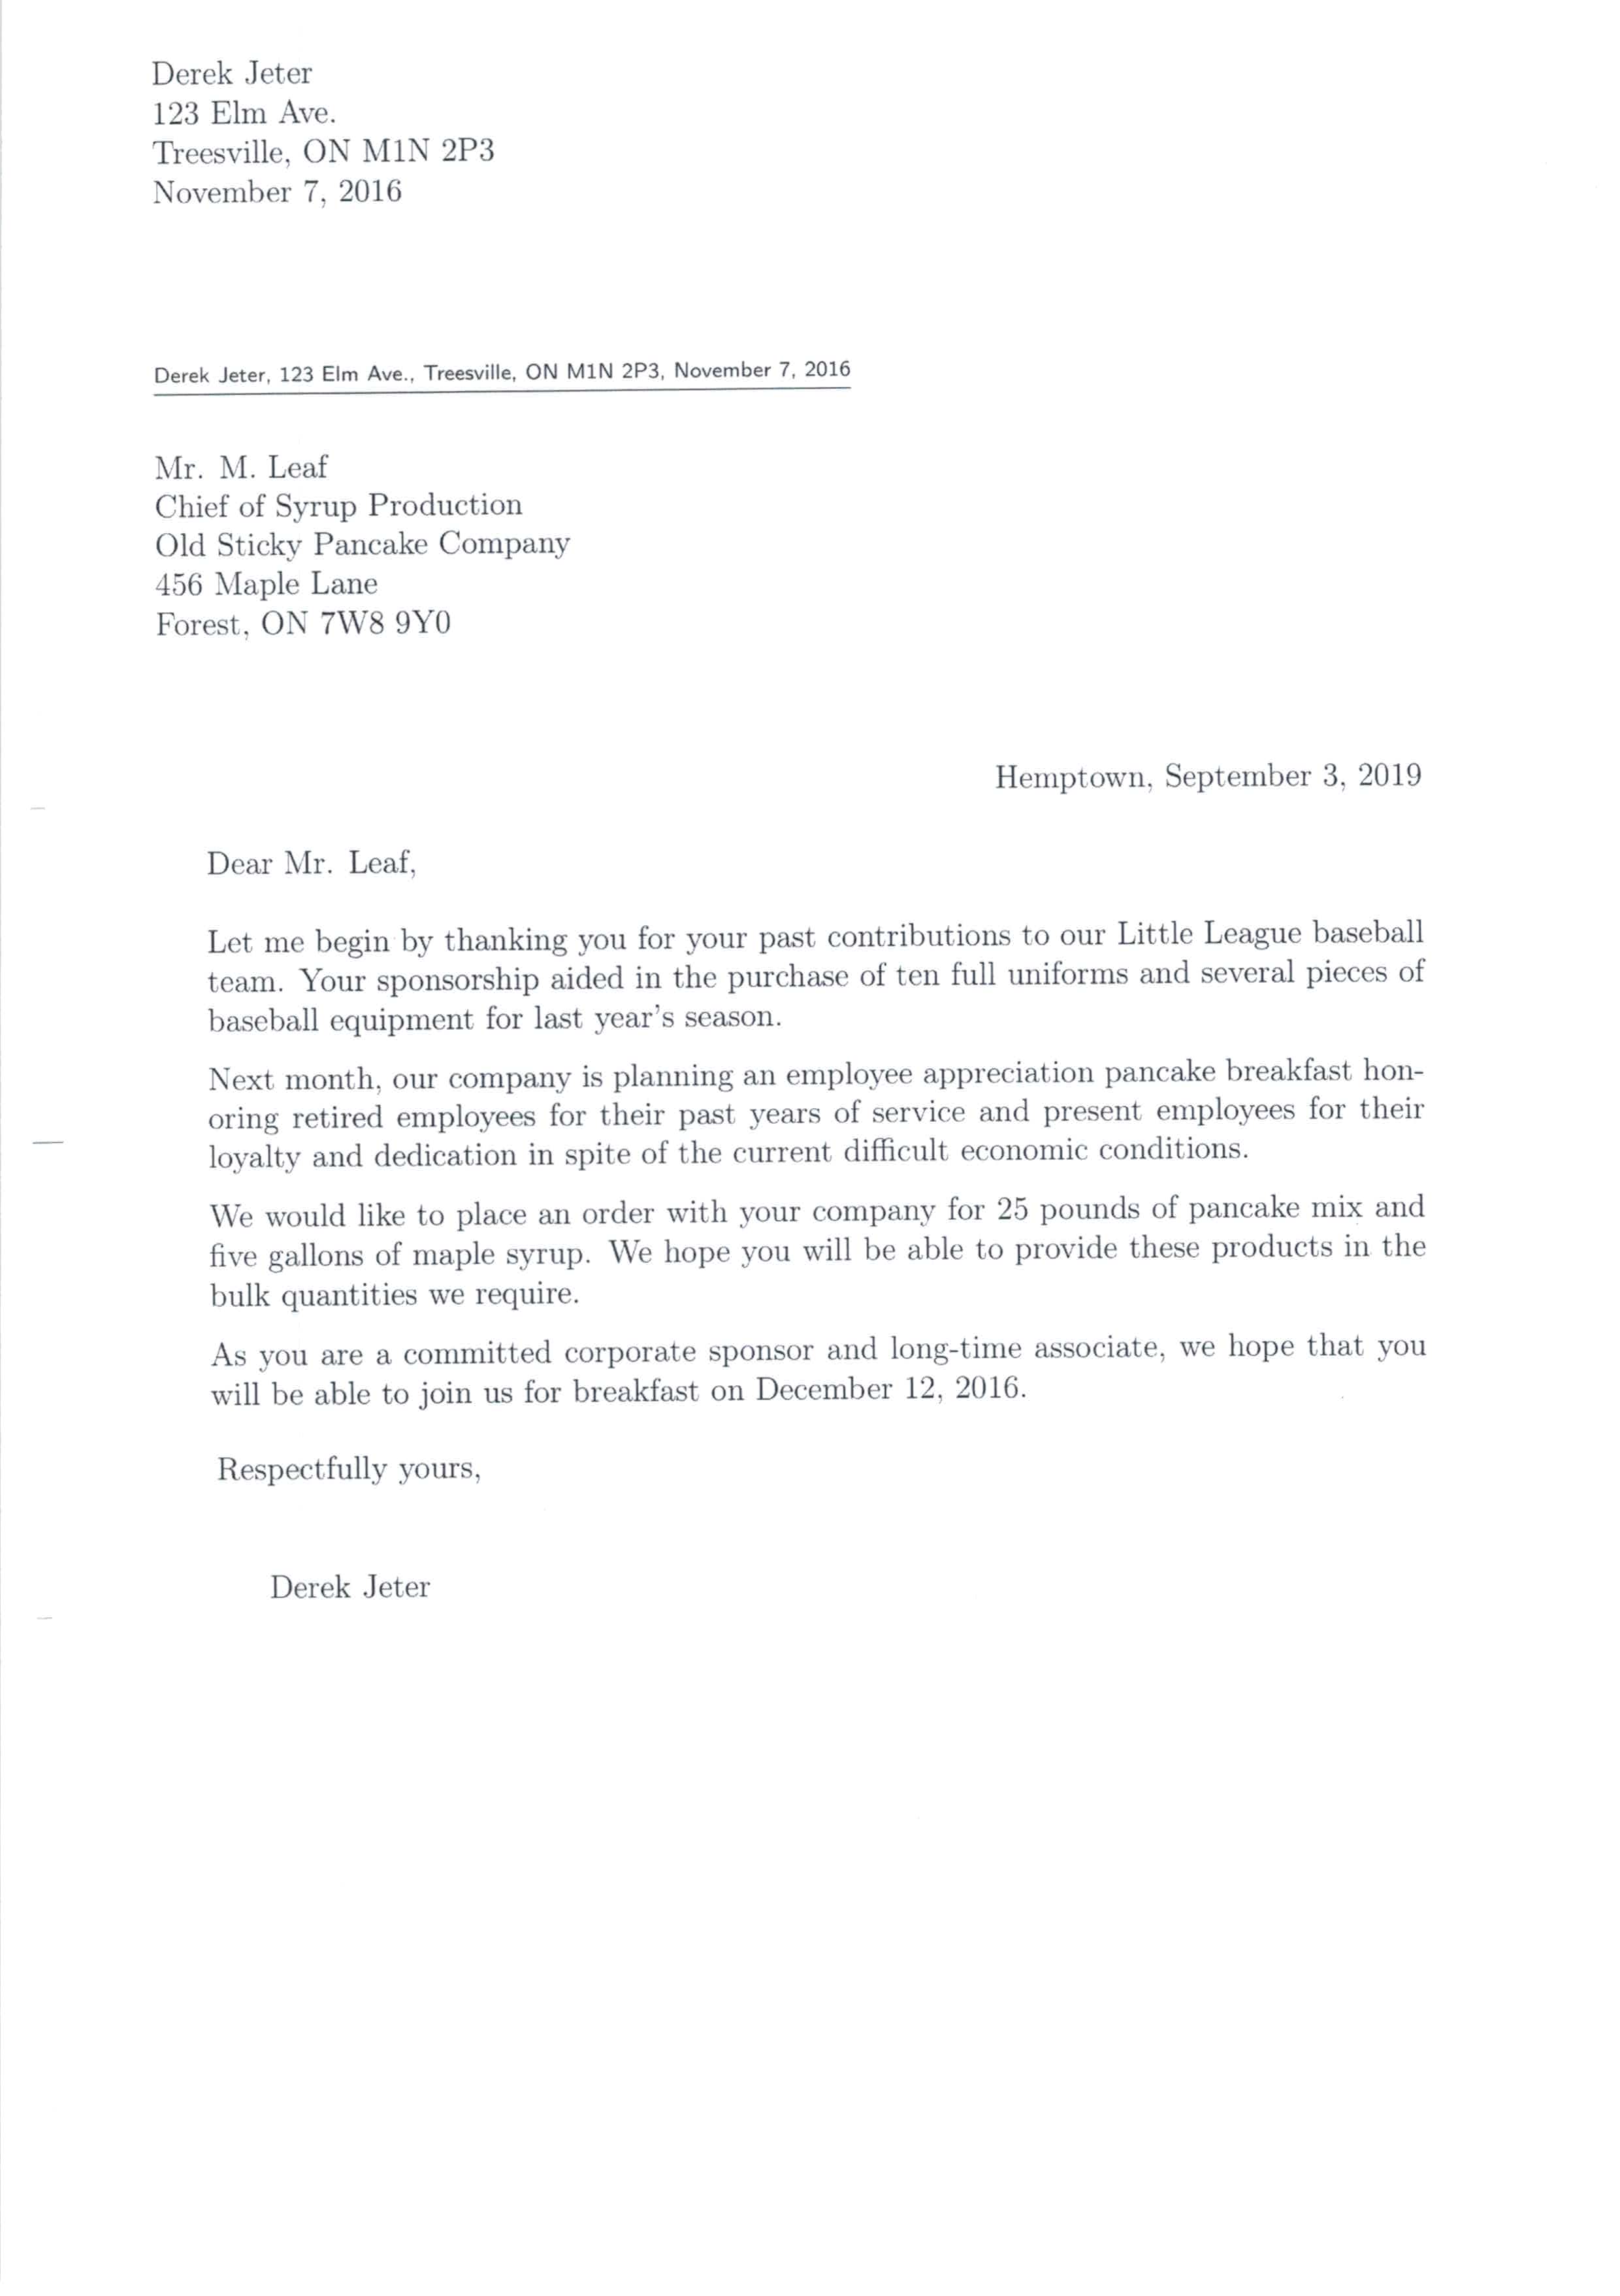 Derek Jeter
123 Elm Ave.
Treesville, ON M1N 2P3
November 7, 2016
Derek Jeter, 123 Elm Ave., Treesville, ON M1N 2P3, November 7, 2016
Mr. M. Leaf
Chief of Syrup Production
Old Sticky Pancake Company
456 Maple Lane
Forest, ON 7W8 9Y0
Hemptown, September 3, 2019
Dear Mr. Leaf,
Let me begin by thanking you for your past contributions to our Little League baseball
team. Your sponsorship aided in the purchase of ten full uniforms and several pieces of
baseball equipment for last year's season.
Next month, our company is planning an employee appreciation pancake breakfast hon-
oring retired employees for their past years of service and present employees for their
loyalty and dedication in spite of the current difficult economic conditions.
We would like to place an order with your company for 25 pounds of pancake mix and
five gallons of maple syrup. We hope you will be able to provide these products in the
bulk quantities we require.
As you are a committed corporate sponsor and long-time associate, we hope that you
will be able to join us for breakfast on December 12, 2016.
Respectfully yours,
Derek Jeter